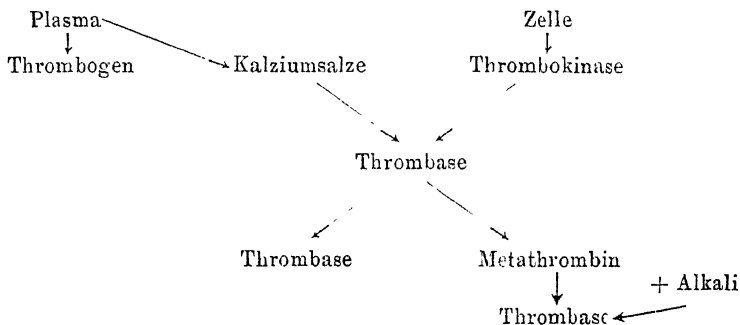 Plasma Zelle
Thrombogen Kalziumsalze Thrombokinase
Thrombase
Thrombase Metathrombin
+ Alkali
Thrombase